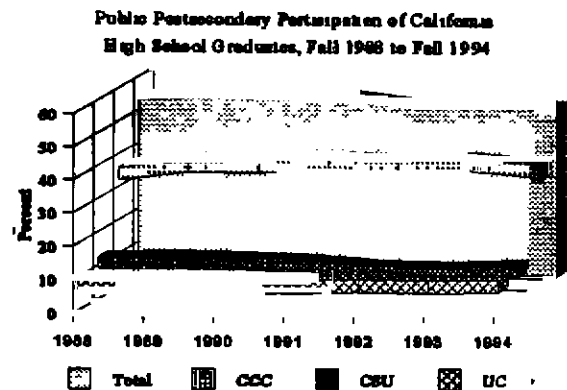 Public Postsecondary Participation of California
High School Graduates, Fall 1988 to Fall 1994
60
50
40
30
20
10
0
Percent
1988 1989 1990 1991 1992 1993 1994
Total CCC CSU UC